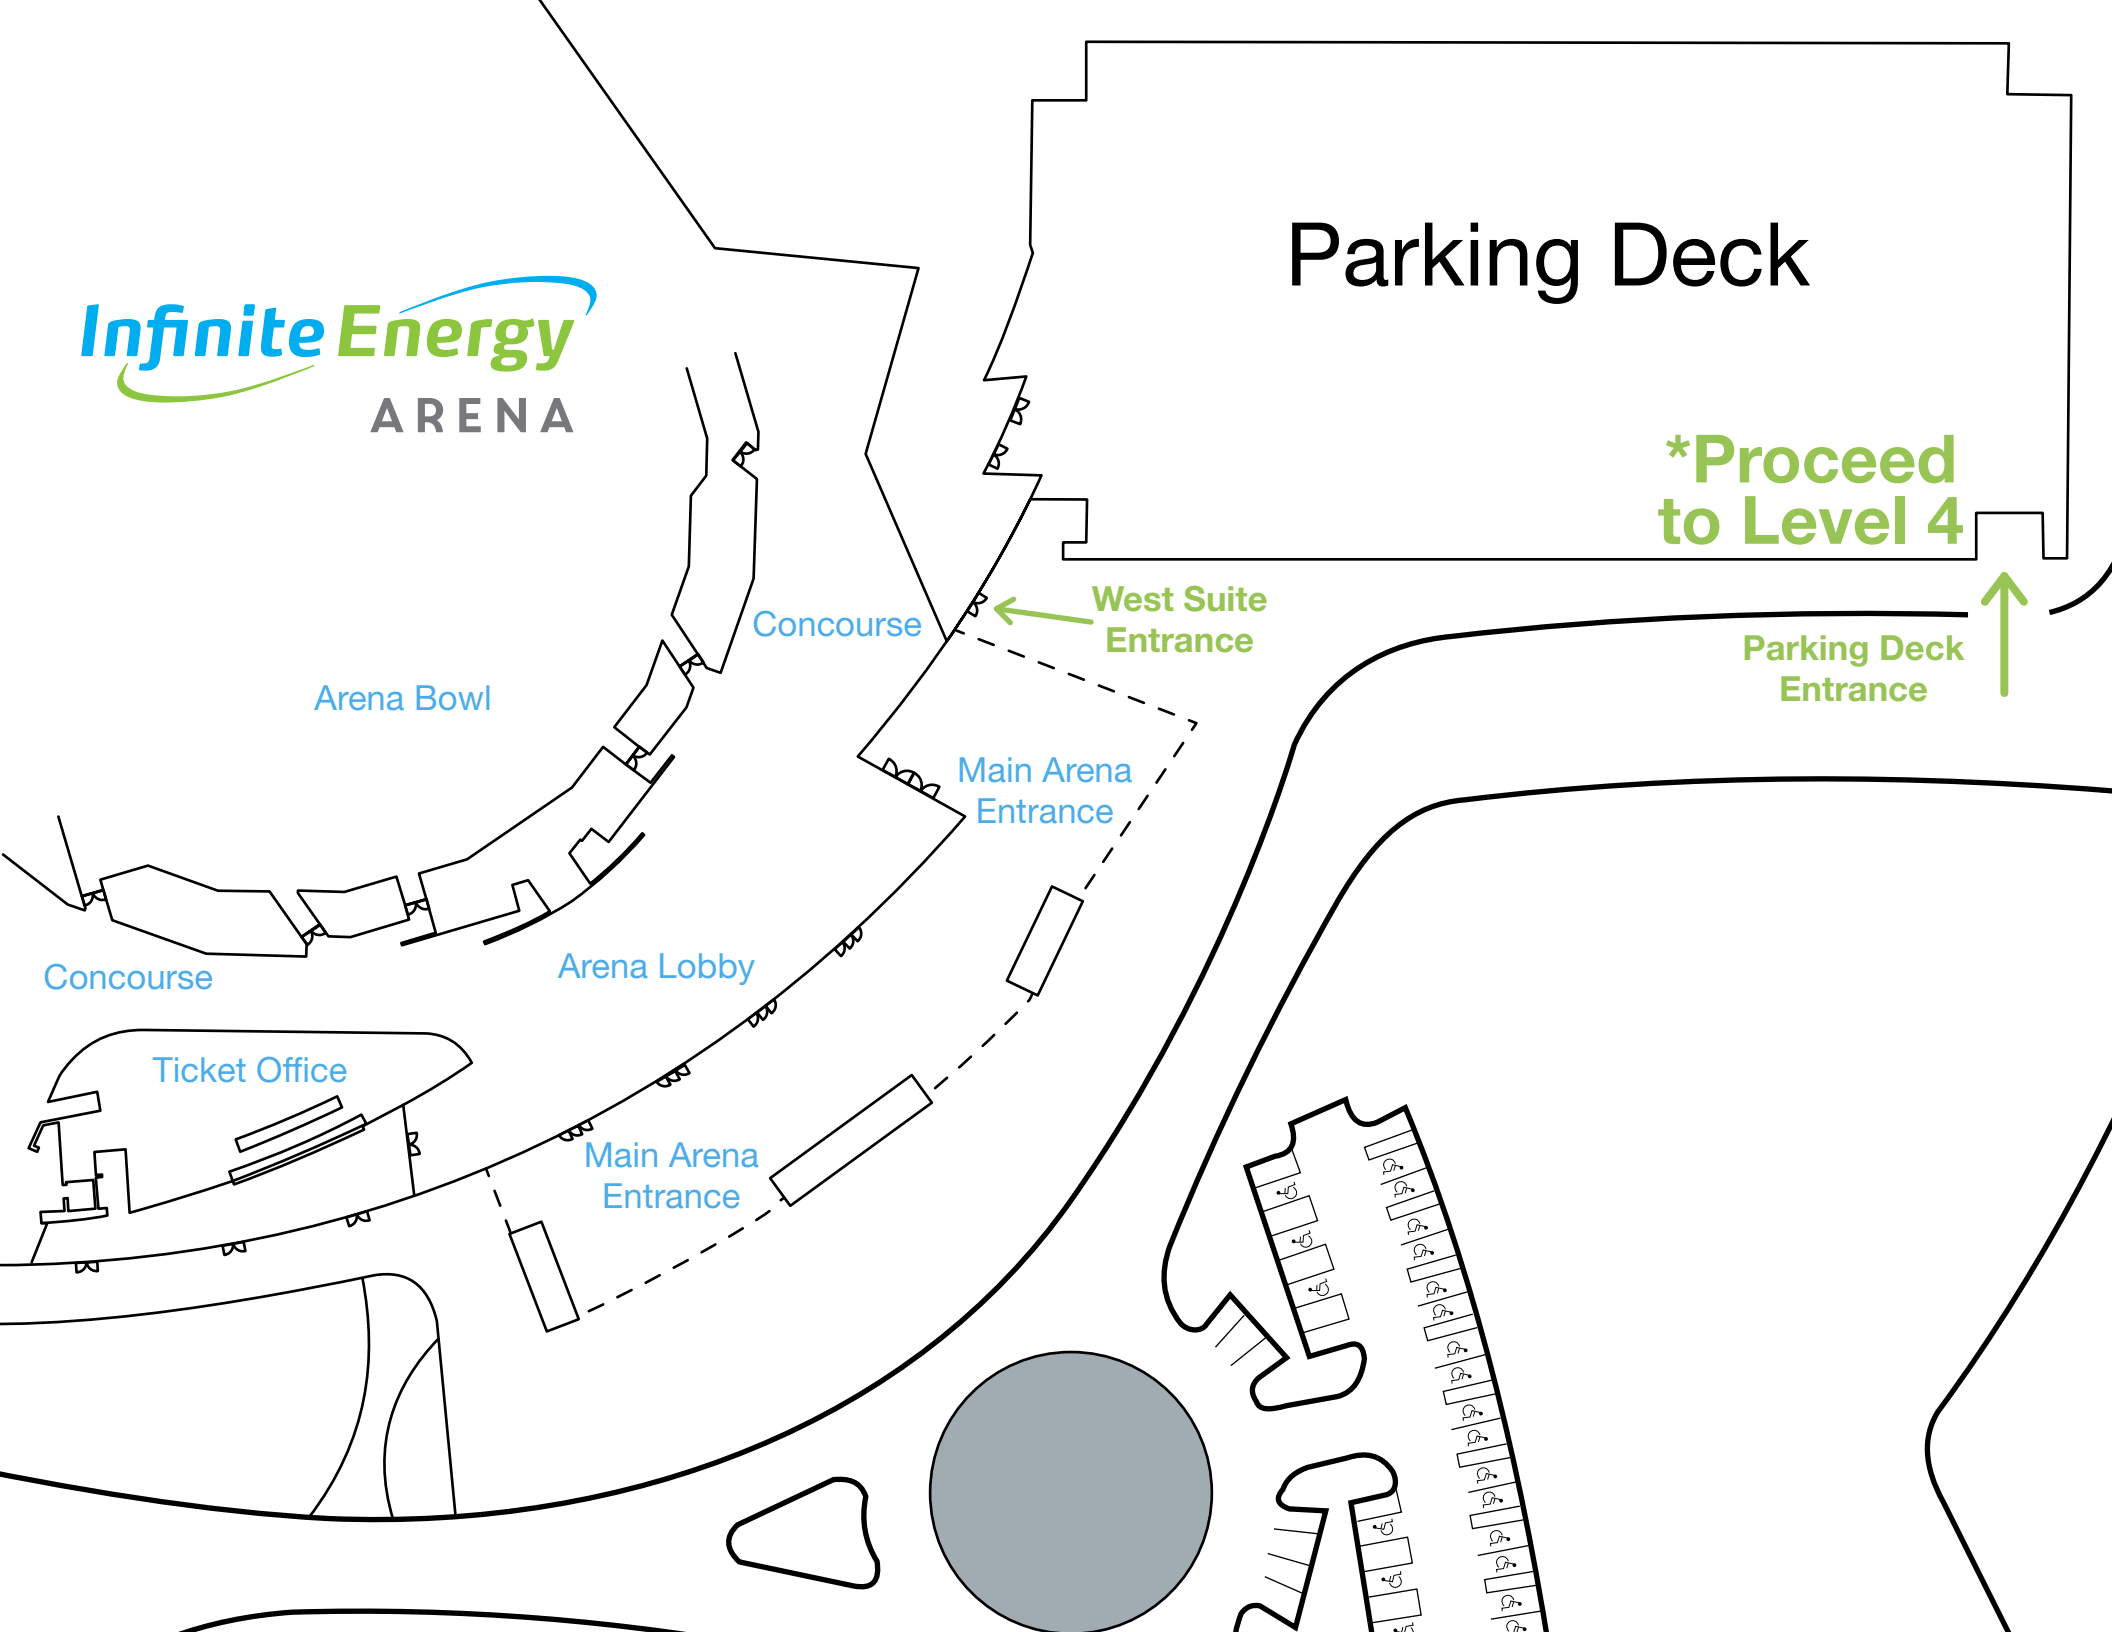 Parking Deck
Infinite Energy
ARENA
*Proceed
to Level 4
West Suite
Entrance
Concourse
Parking Deck
Entrance
Arena Bowl
Main Arena
Entrance
Arena Lobby
Concourse
Ticket Office
Main Arena
Entrance